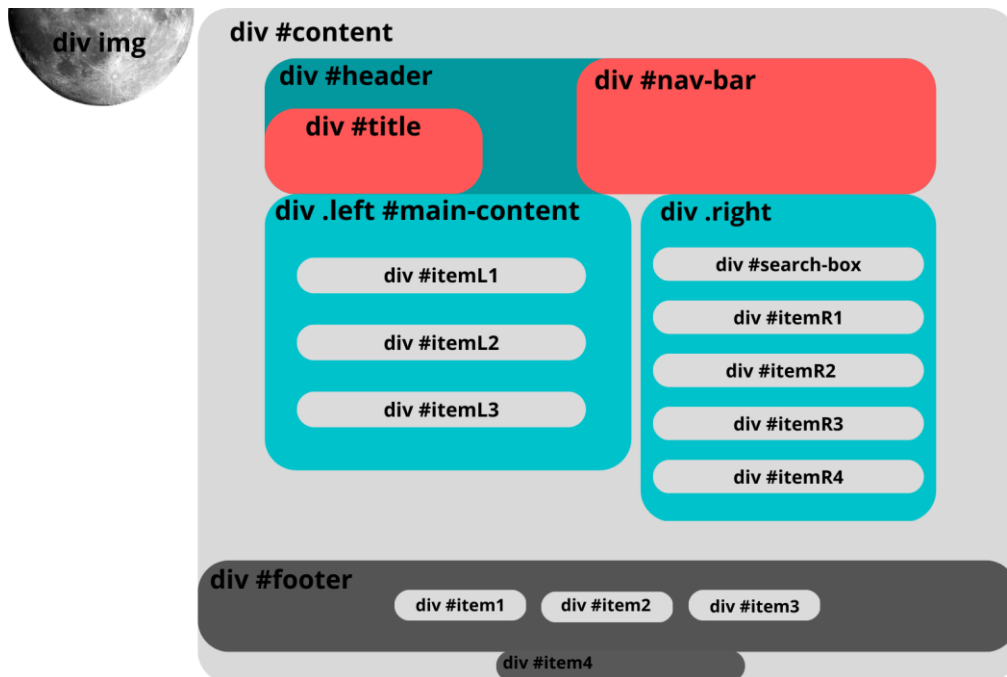 div img
div #content
div #header
div #nav-bar
div #title
div .left #main-content
div .right
div #itemL1
div #itemL2
div #itemL3
div #search-box
div #itemR1
div #itemR2
div #itemR3
div #itemR4
div #footer
div #item1
div #item2
div #item3
div #item4